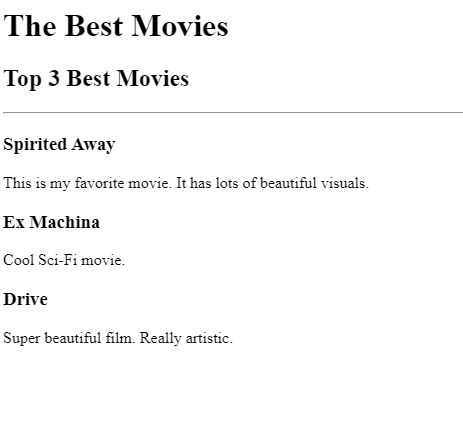 The Best Movies
Top 3 Best Movies
Spirited Away
This is my favorite movie. It has lots of beautiful visuals.
Ex Machina
Cool Sci-Fi movie.
Drive
Super beautiful film. Really artistic.